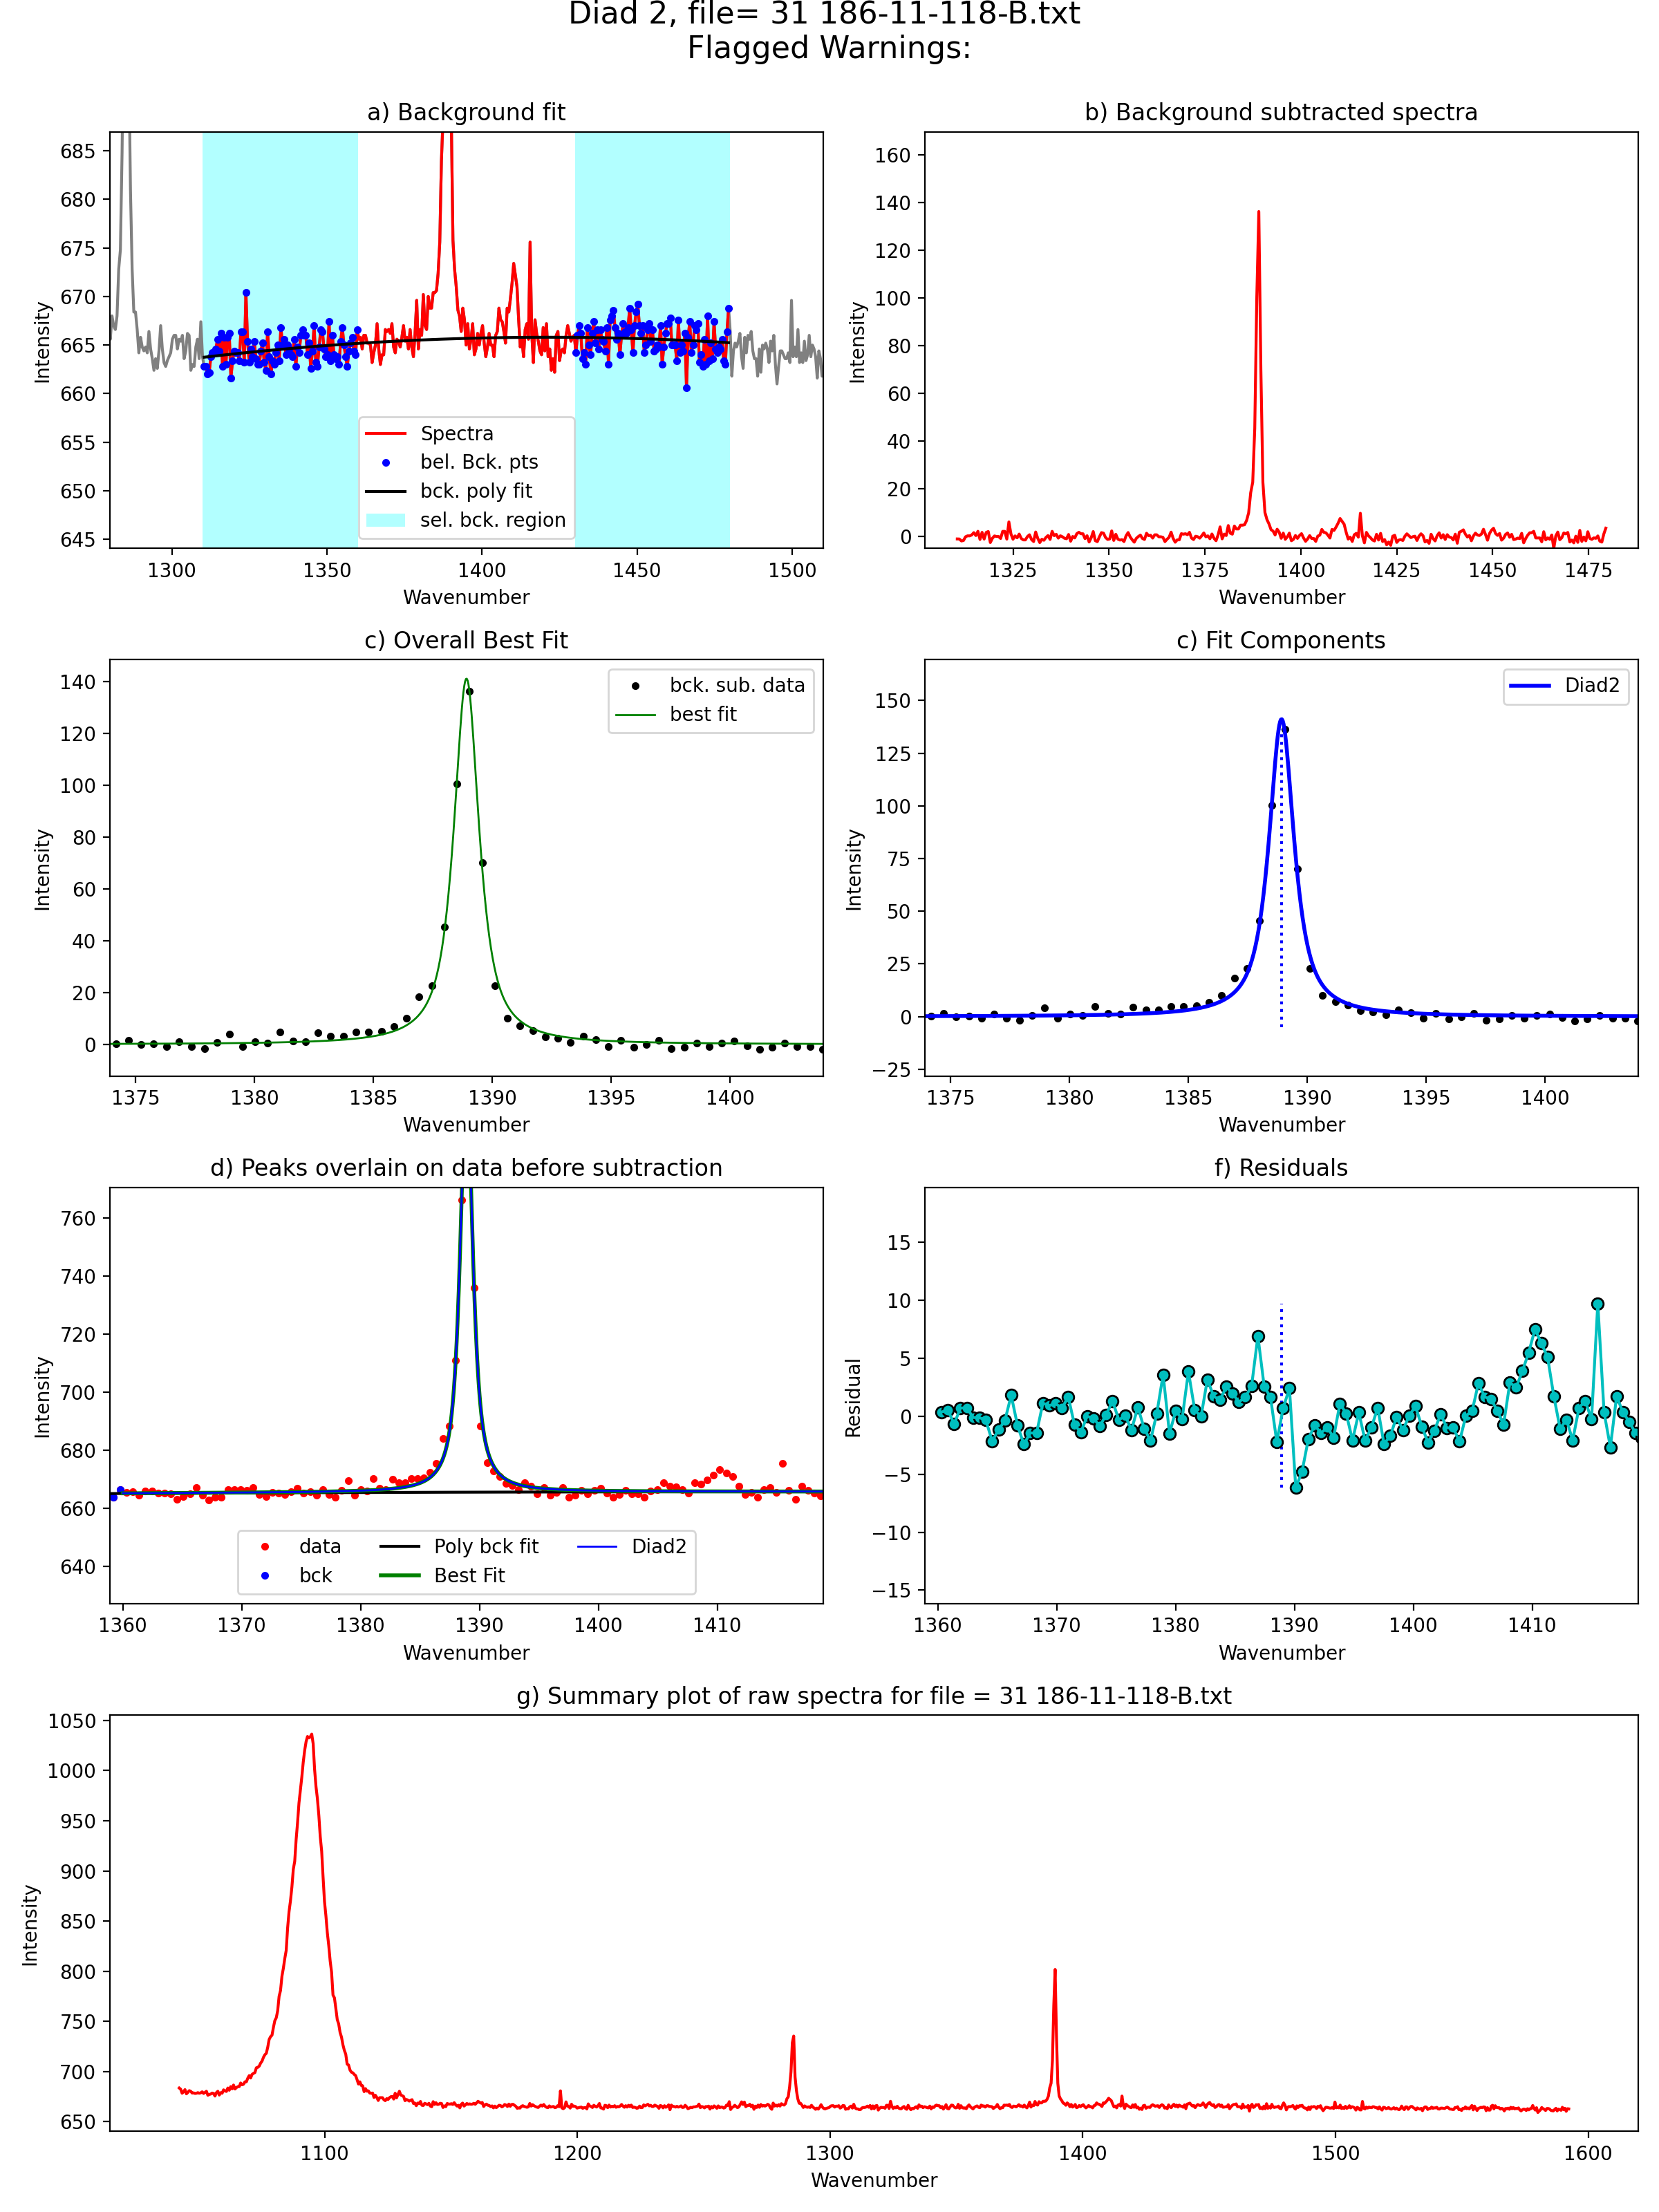 Diad 2, file= 31 186-11-118-B.txt
Flagged Warnings:
a) Background fit
685
680
675
670
665
660
655
650
645
Intensity
Spectra
bel. Bck. pts
bck. poly fit
sel. bck. region
1300 1350 1400 1450 1500
Wavenumber
b) Background subtracted spectra
160
140
120
100
80
60
40
20
0
Intensity
1325 1350 1375 1400 1425 1450 1475
Wavenumber
c) Overall Best Fit
140
120
100
80
60
40
20
0
Intensity
bck. sub. data
best fit
1375 1380 1385 1390 1395 1400
Wavenumber
c) Fit Components
150
125
100
75
50
25
0
−25
Intensity
Diad2
1375 1380 1385 1390 1395 1400
Wavenumber
d) Peaks overlain on data before subtraction
760
740
720
700
680
660
640
Intensity
data Poly bck fit Diad2
bck Best Fit
1360 1370 1380 1390 1400 1410
Wavenumber
f) Residuals
15
10
5
0
−5
−10
−15
Residual
1360 1370 1380 1390 1400 1410
Wavenumber
g) Summary plot of raw spectra for file = 31 186-11-118-B.txt
1050
1000
950
900
850
800
750
700
650
Intensity
1100 1200 1300 1400 1500 1600
Wavenumber